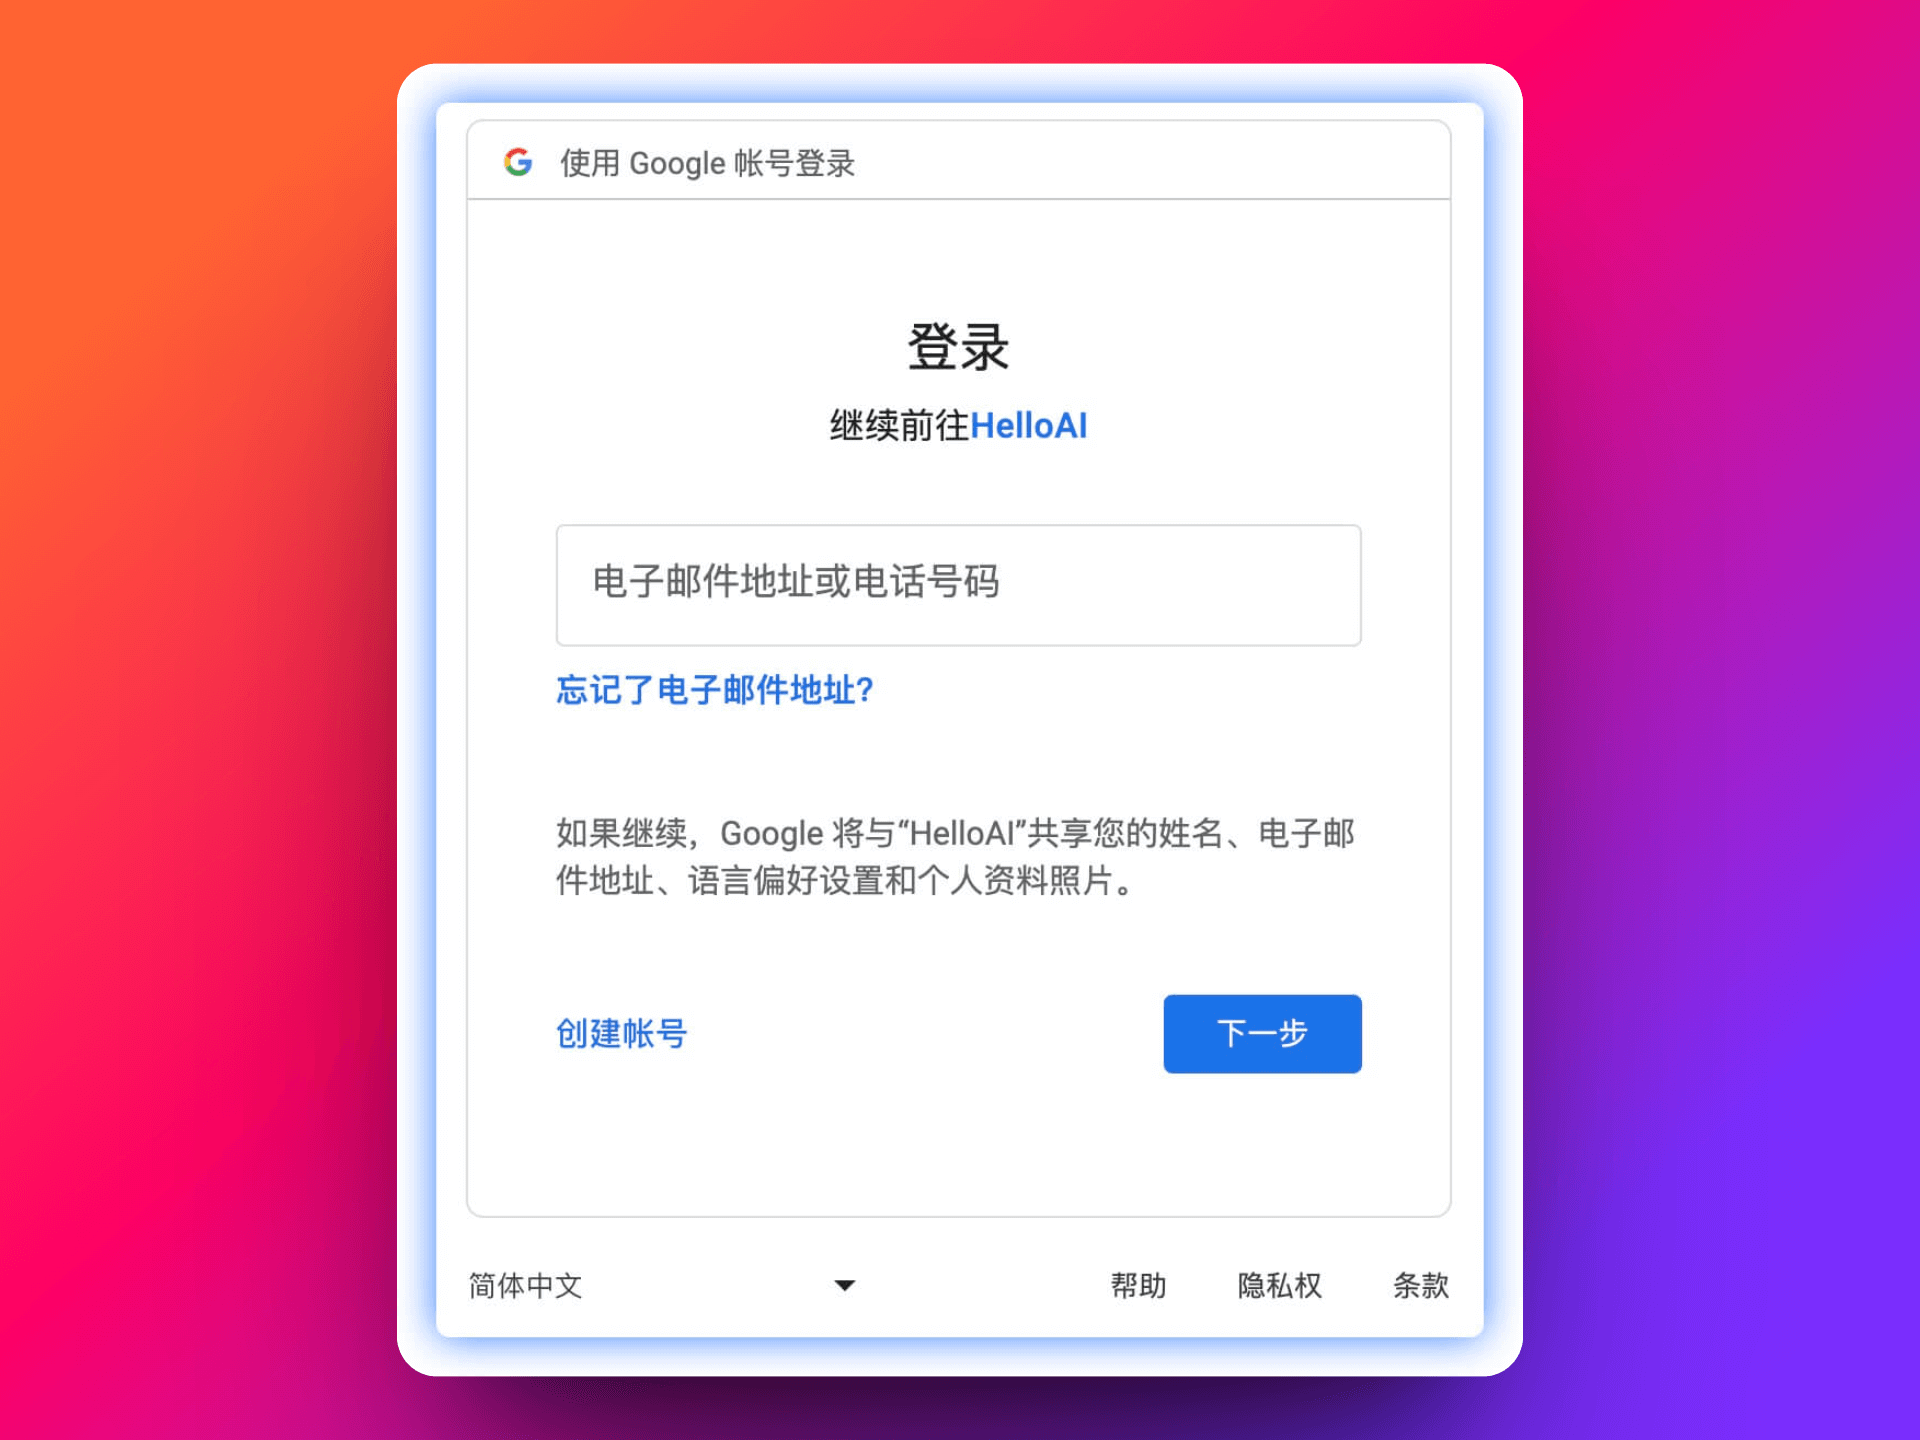 使用 Google 帐号登录
登录
继续前往HelloAI
电子邮件地址或电话号码
忘记了电子邮件地址?
如果继续，Google 将与“HelloAI”共享您的姓名、电子邮
件地址、语言偏好设置和个人资料照片。
创建帐号
下一步
简体中文
帮助
隐私权
条款